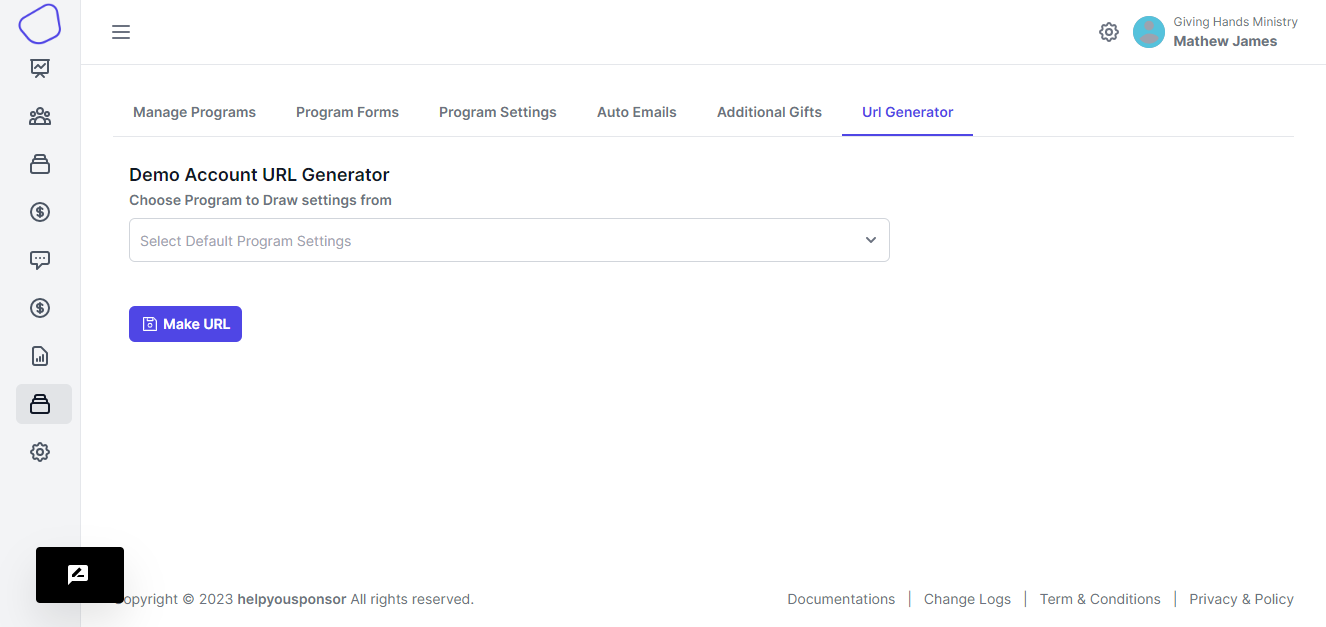 Giving Hands Ministry
Mathew James
Manage Programs Program Forms Program Settings Auto Emails Additional Gifts Url Generator
Demo Account URL Generator
Choose Program to Draw settings from
Select Default Program Settings
Make URL
opyright © 2023 helpyousponsor All rights reserved. Documentations | Change Logs | Term & Conditions | Privacy & Policy